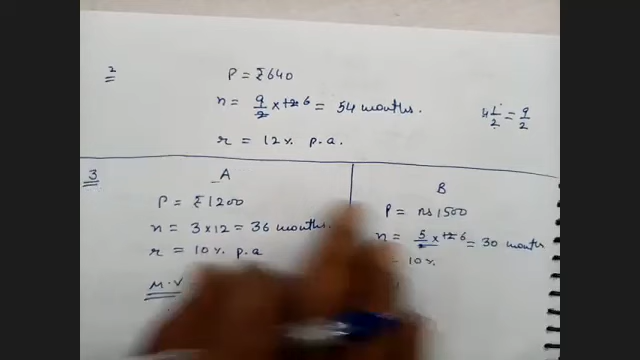 2
P = ₹640
n = 9/2 × 12 6 = 54 months.
4 1/2 = 9/2
r = 12% p.a.
3
A
P = ₹1200
n = 3×12 = 36 months.
r = 10% p.a
M.V
B
P = Rs 1500
n = 5/2 × 12 6 = 30 months
= 10%